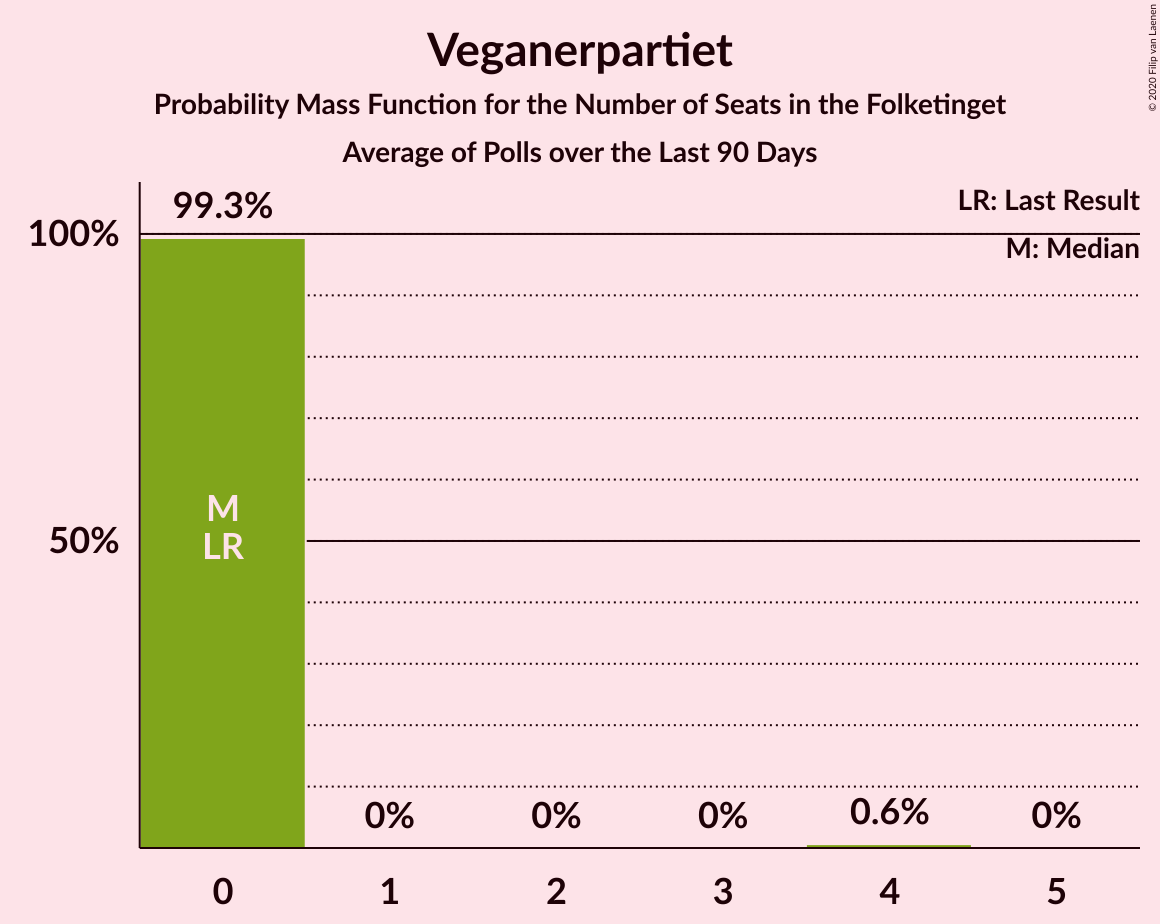 Veganerpartiet
Probability Mass Function for the Number of Seats in the Folketinget
Average of Polls over the Last 90 Days
© 2020 Filip van Laenen
LR: Last Result
M: Median
99.3%
100%
50%
M
LR
0%
0%
0%
0.6%
0%
0
1
2
3
4
5